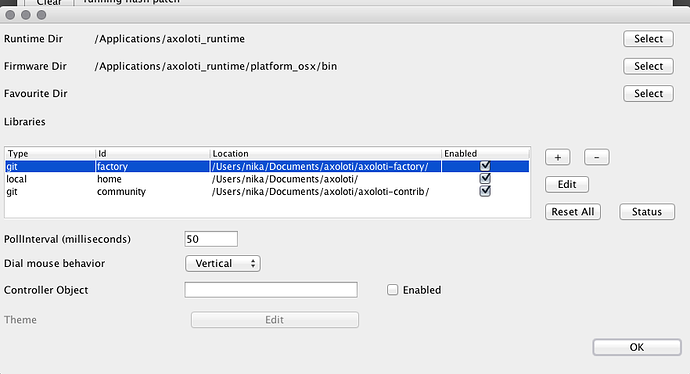 Clear running flash patch
Runtime Dir /Applications/axoloti_runtime Select
Firmware Dir /Applications/axoloti_runtime/platform_osx/bin Select
Favourite Dir Select
Libraries
Type Id Location Enabled
git factory /Users/nika/Documents/axoloti/axoloti-factory/
local home /Users/nika/Documents/axoloti/
git community /Users/nika/Documents/axoloti/axoloti-contrib/
+ -
Edit
Reset All Status
PollInterval (milliseconds) 50
Dial mouse behavior Vertical
Controller Object Enabled
Theme Edit
OK